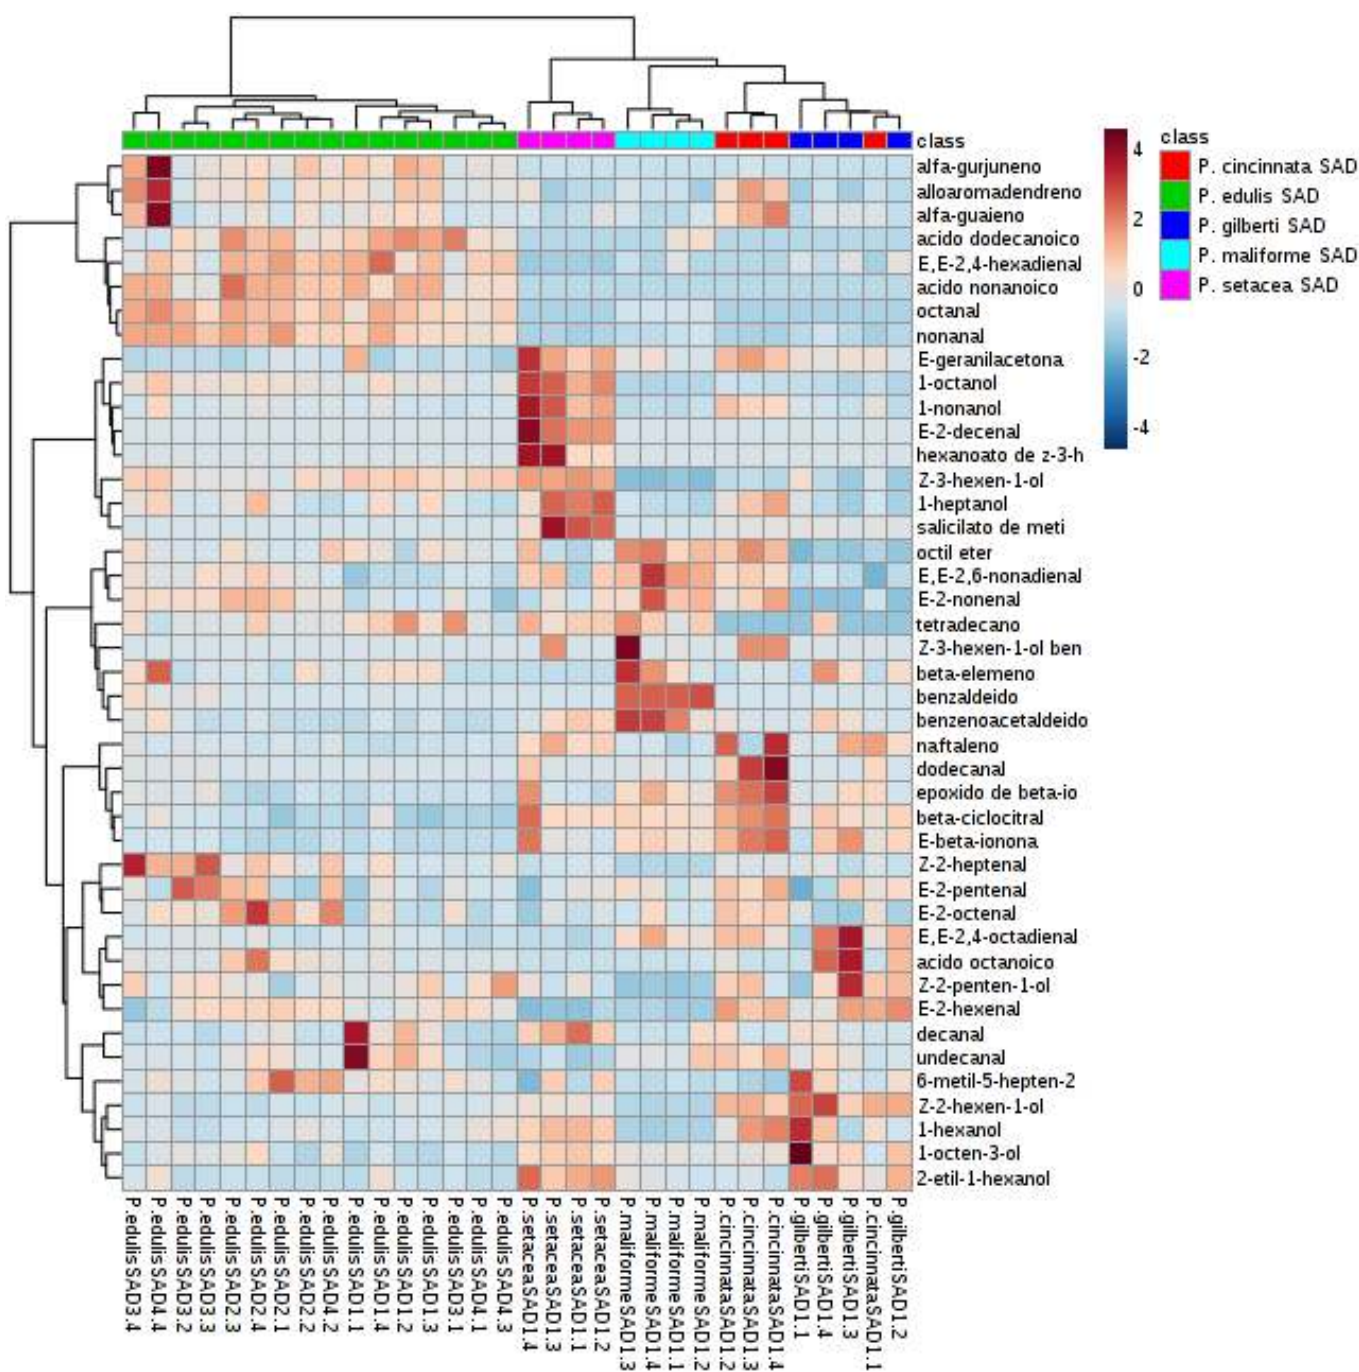 class
alfa-gurjuneno
alloaromadendreno
alfa-guaieno
acido dodecanoico
E,E-2,4-hexadienal
acido nonanoico
octanal
nonanal
E-geranilacetona
1-octanol
1-nonanol
E-2-decenal
hexanoato de z-3-h
Z-3-hexen-1-ol
1-heptanol
salicilato de meti
octil eter
E,E-2,6-nonadienal
E-2-nonenal
tetradecano
Z-3-hexen-1-ol ben
beta-elemeno
benzaldeido
benzenoacetaldeido
naftaleno
dodecanal
epoxido de beta-io
beta-ciclocitral
E-beta-ionona
Z-2-heptenal
E-2-pentenal
E-2-octenal
E,E-2,4-octadienal
acido octanoico
Z-2-penten-1-ol
E-2-hexenal
decanal
undecanal
6-metil-5-hepten-2
Z-2-hexen-1-ol
1-hexanol
1-octen-3-ol
2-etil-1-hexanol
4
2
0
-2
-4
class
P. cincinnata SAD
P. edulis SAD
P. gilberti SAD
P. maliforme SAD
P. setacea SAD
P.edulisSAD3.4
P.edulisSAD4.4
P.edulisSAD3.2
P.edulisSAD3.3
P.edulisSAD2.3
P.edulisSAD2.4
P.edulisSAD2.1
P.edulisSAD2.2
P.edulisSAD4.2
P.edulisSAD1.1
P.edulisSAD1.4
P.edulisSAD1.2
P.edulisSAD1.3
P.edulisSAD3.1
P.edulisSAD4.1
P.edulisSAD4.3
P.setaceaSAD1.4
P.setaceaSAD1.3
P.setaceaSAD1.1
P.setaceaSAD1.2
P.maliformeSAD1.3
P.maliformeSAD1.4
P.maliformeSAD1.1
P.maliformeSAD1.2
P.cincinnataSAD1.2
P.cincinnataSAD1.3
P.cincinnataSAD1.4
P.gilbertiSAD1.1
P.gilbertiSAD1.4
P.gilbertiSAD1.3
P.cincinnataSAD1.1
P.gilbertiSAD1.2